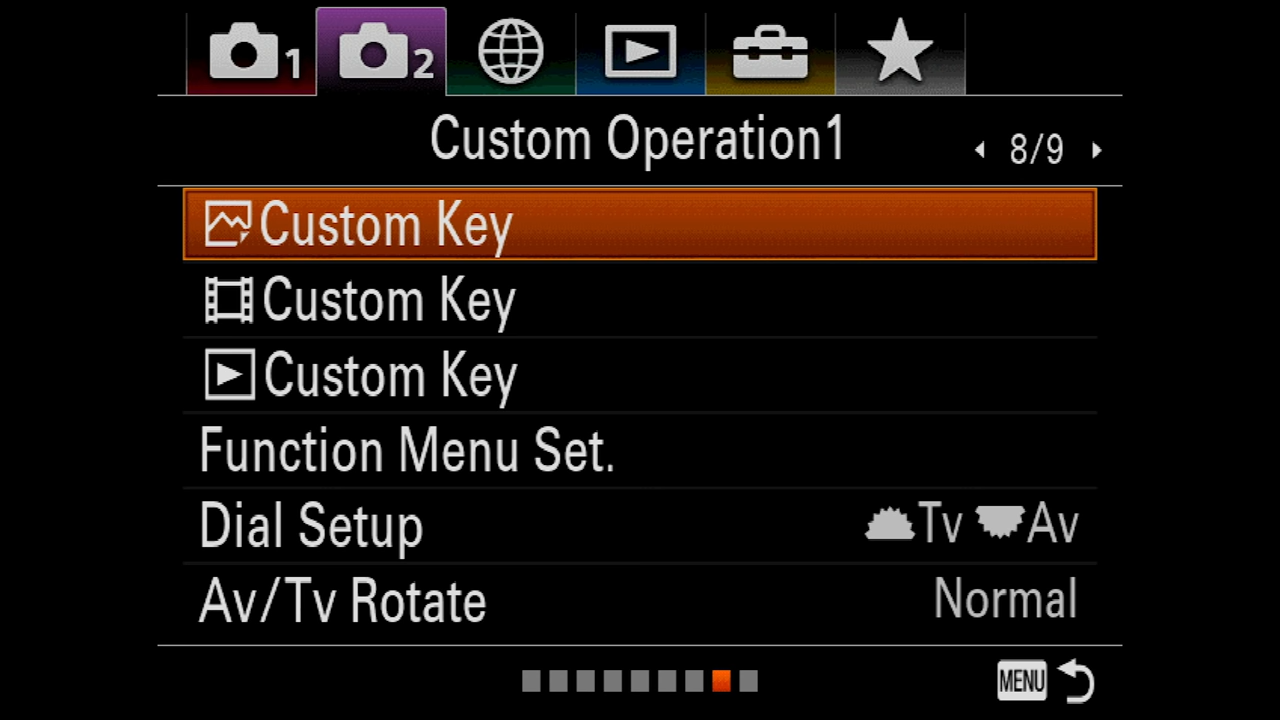 1 2
Custom Operation1 8/9
Custom Key
Custom Key
Custom Key
Function Menu Set.
Dial Setup Tv Av
Av/Tv Rotate Normal
MENU